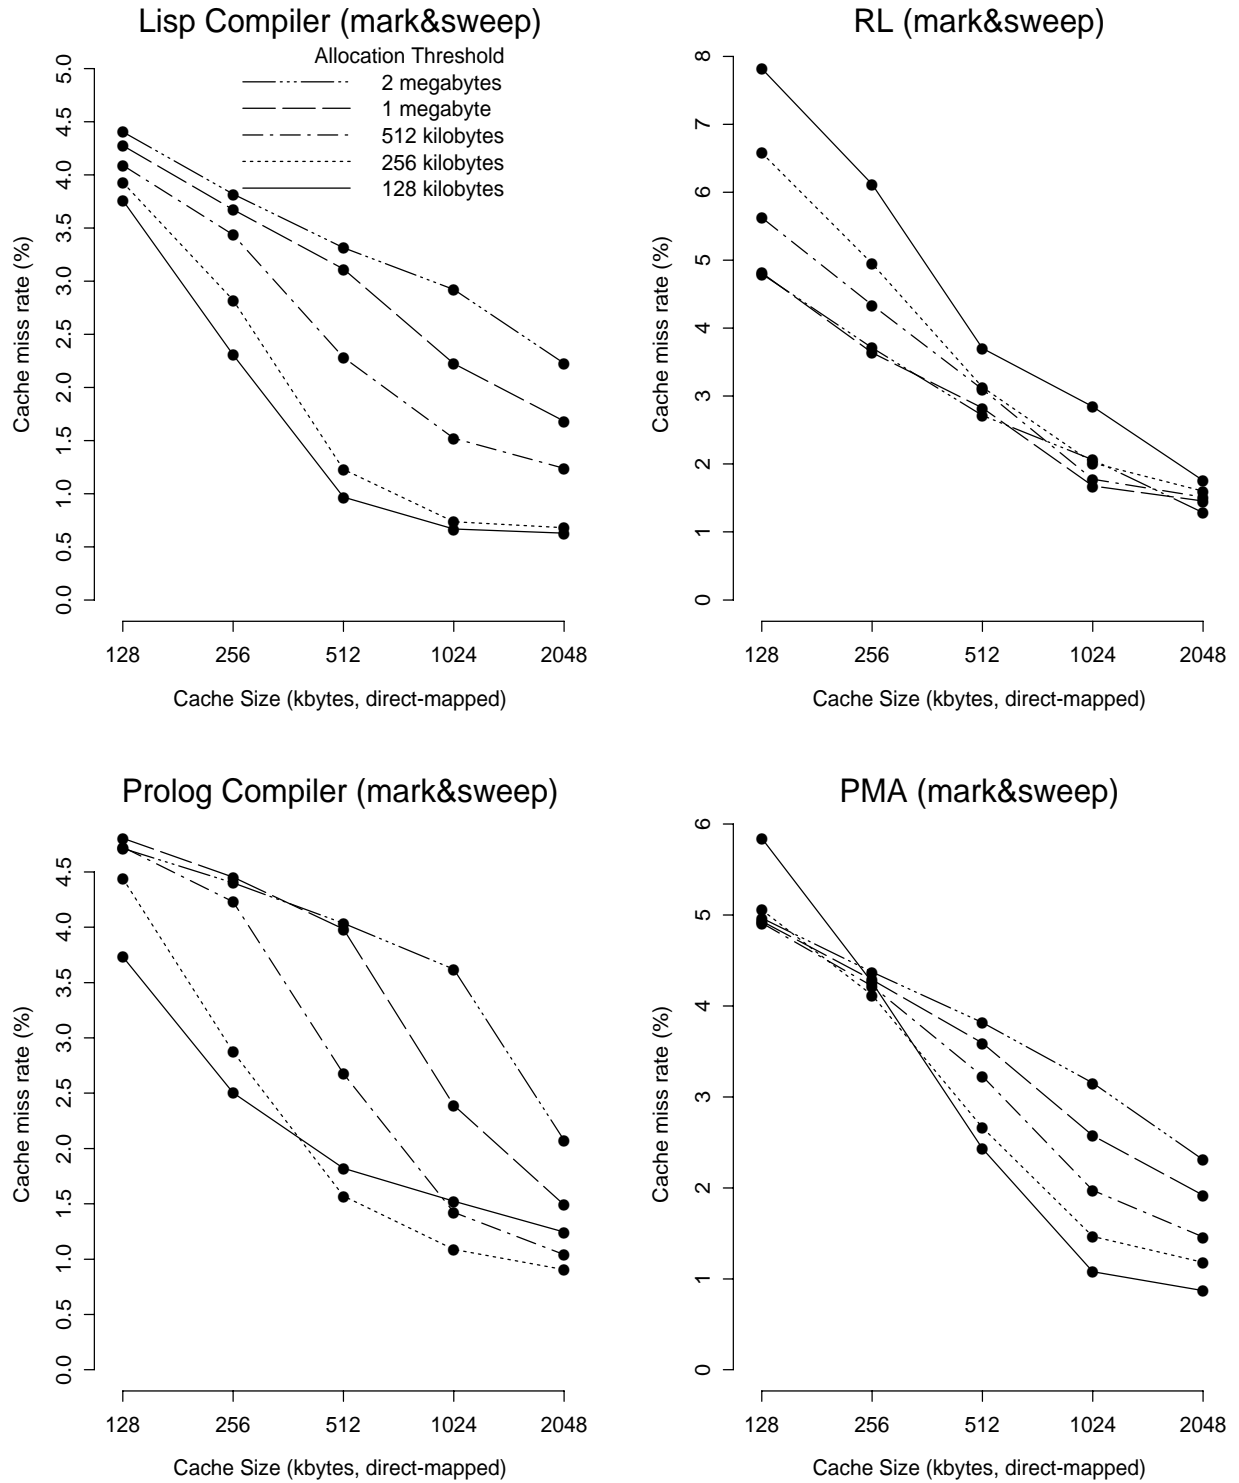 Lisp Compiler (mark&sweep)
Allocation Threshold
2 megabytes
1 megabyte
512 kilobytes
256 kilobytes
128 kilobytes
Cache miss rate (%)
5.0
4.5
4.0
3.5
3.0
2.5
2.0
1.5
1.0
0.5
0.0
128 256 512 1024 2048
Cache Size (kbytes, direct-mapped)
RL (mark&sweep)
Cache miss rate (%)
8
7
6
5
4
3
2
1
0
128 256 512 1024 2048
Cache Size (kbytes, direct-mapped)
Prolog Compiler (mark&sweep)
Cache miss rate (%)
4.5
4.0
3.5
3.0
2.5
2.0
1.5
1.0
0.5
0.0
128 256 512 1024 2048
Cache Size (kbytes, direct-mapped)
PMA (mark&sweep)
Cache miss rate (%)
6
5
4
3
2
1
0
128 256 512 1024 2048
Cache Size (kbytes, direct-mapped)